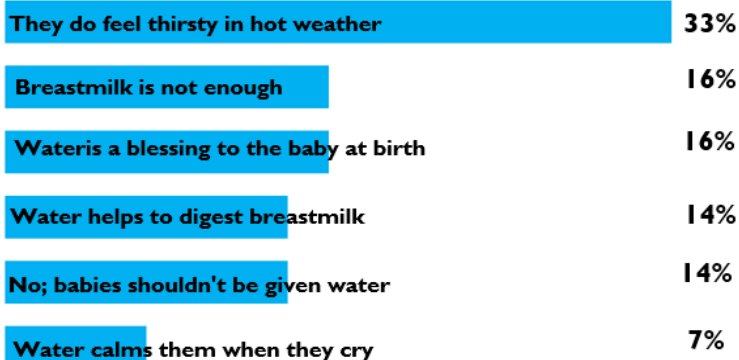 They do feel thirsty in hot weather 33%
Breastmilk is not enough 16%
Wateris a blessing to the baby at birth 16%
Water helps to digest breastmilk 14%
No; babies shouldn't be given water 14%
Water calms them when they cry 7%